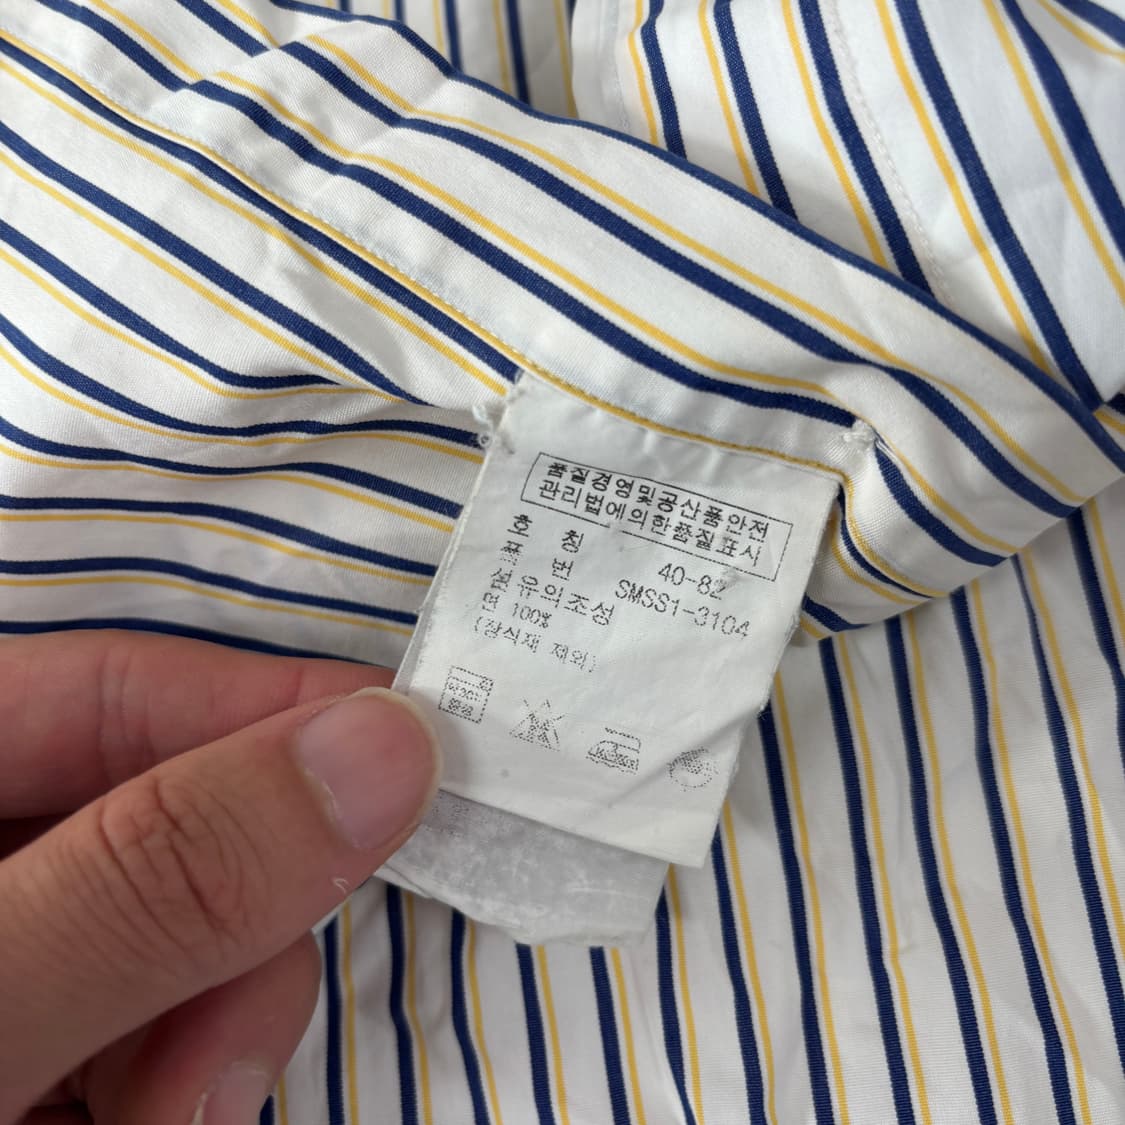 품질경영및공산품안전
관리법에의한품질표시
호 칭 40-82
품 번 SMSS1-3104
섬유의조성
면 100%
(장식재 제외)